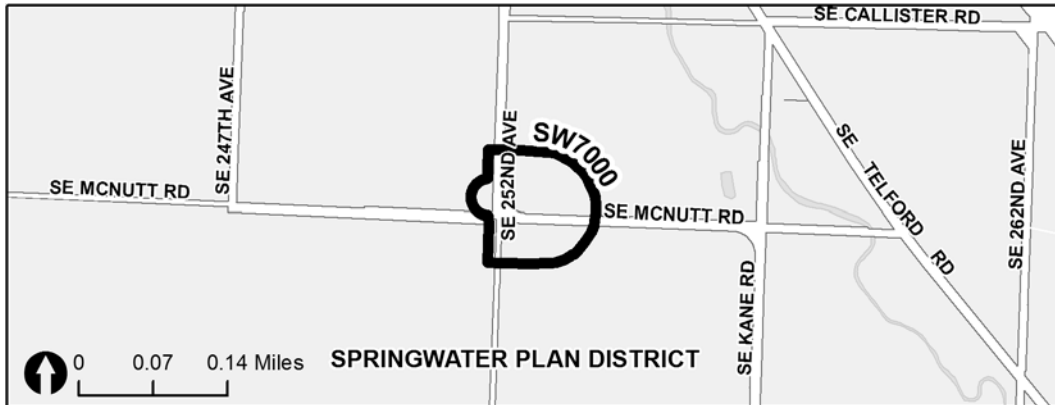 SE CALLISTER RD
SE 247TH AVE
SE 252ND AVE
SW7000
SE TELFORD RD
SE 262ND AVE
SE MCNUTT RD
SE MCNUTT RD
SE KANE RD
0 0.07 0.14 Miles
SPRINGWATER PLAN DISTRICT